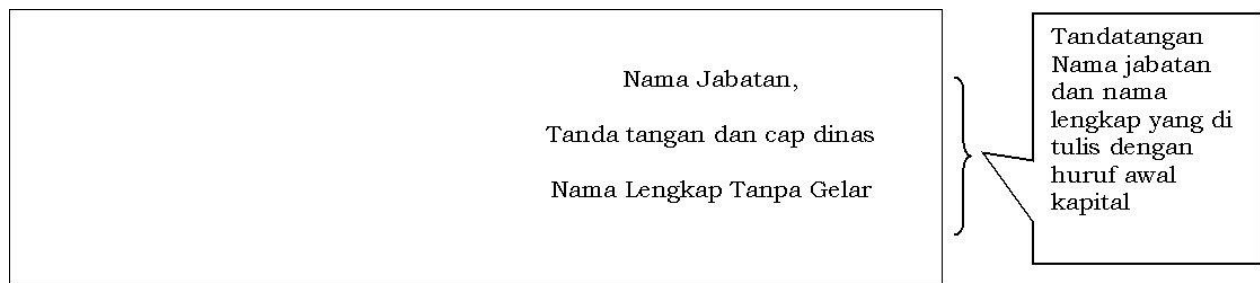 Nama Jabatan,
Tanda tangan dan cap dinas
Nama Lengkap Tanpa Gelar
Tandatangan
Nama jabatan
dan nama
lengkap yang di
tulis dengan
huruf awal
kapital